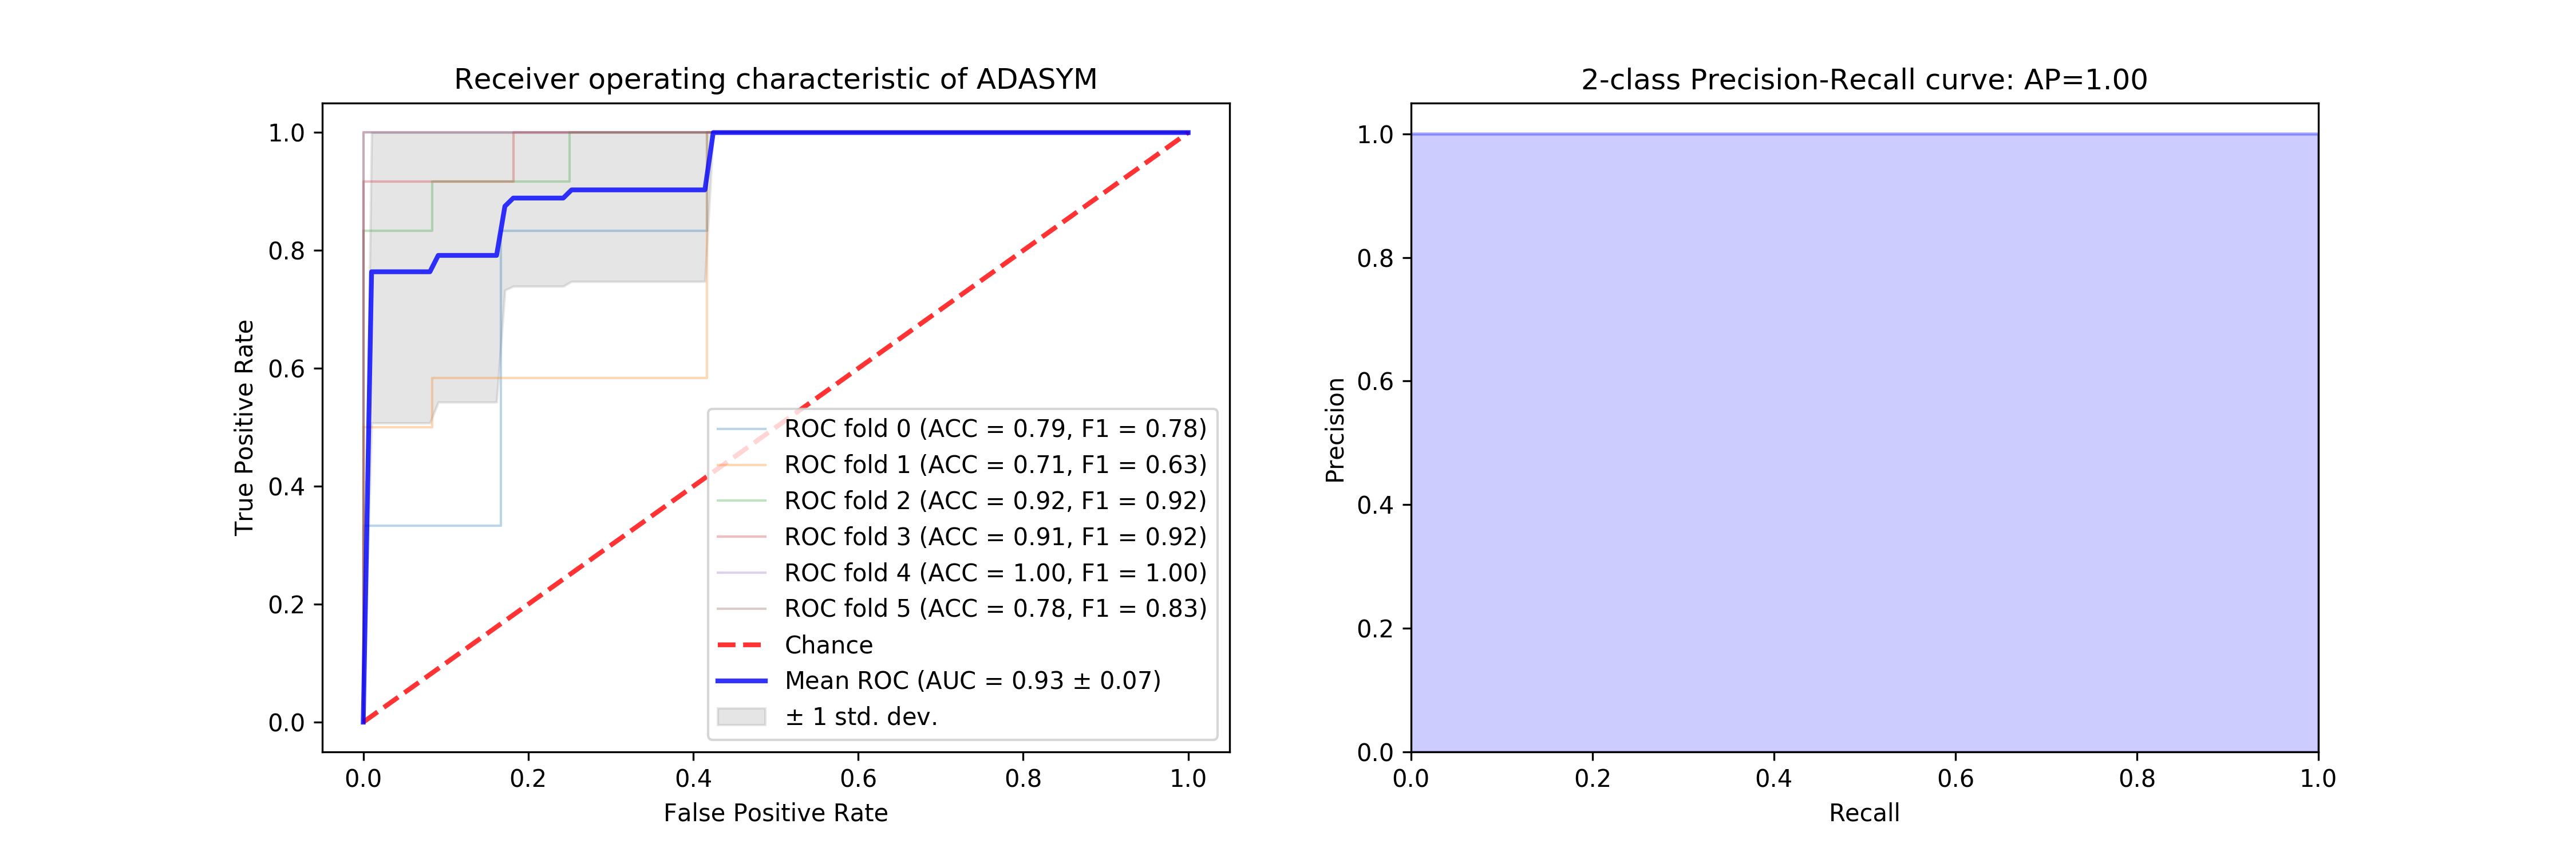 Receiver operating characteristic of ADASYM
True Positive Rate
1.0
0.8
0.6
0.4
0.2
0.0
0.0 0.2 0.4 0.6 0.8 1.0
False Positive Rate
ROC fold 0 (ACC = 0.79, F1 = 0.78)
ROC fold 1 (ACC = 0.71, F1 = 0.63)
ROC fold 2 (ACC = 0.92, F1 = 0.92)
ROC fold 3 (ACC = 0.91, F1 = 0.92)
ROC fold 4 (ACC = 1.00, F1 = 1.00)
ROC fold 5 (ACC = 0.78, F1 = 0.83)
Chance
Mean ROC (AUC = 0.93 ± 0.07)
± 1 std. dev.
2-class Precision-Recall curve: AP=1.00
Precision
1.0
0.8
0.6
0.4
0.2
0.0
0.0 0.2 0.4 0.6 0.8 1.0
Recall